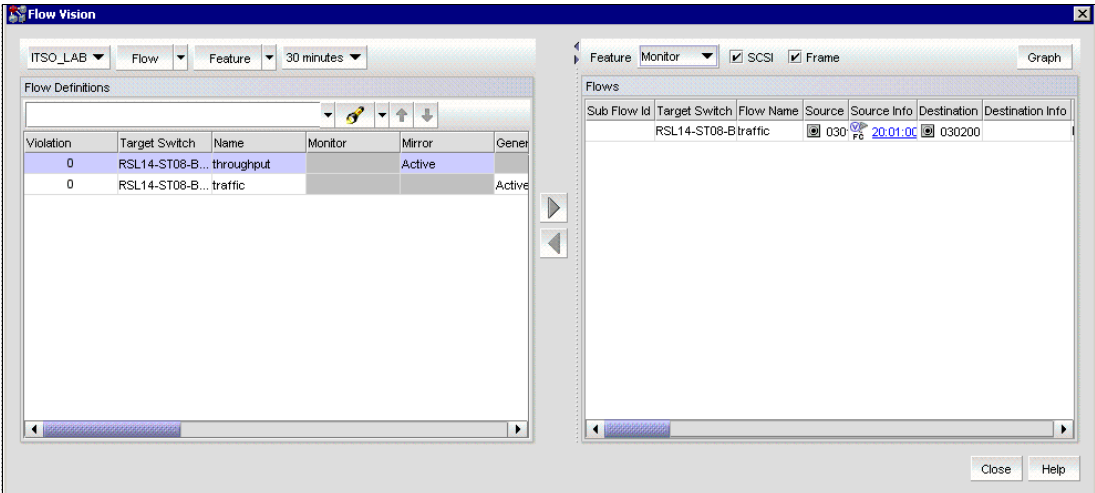 Flow Vision
ITSO_LAB Flow Feature 30 minutes
Flow Definitions
Violation Target Switch Name Monitor Mirror Gener
0 RSL14-ST08-B... throughput Active
0 RSL14-ST08-B... traffic Active
Feature Monitor SCSI Frame Graph
Flows
Sub Flow Id Target Switch Flow Name Source Source Info Destination Destination Info
RSL14-ST08-B traffic 030 FC 20:01:00 030200
Close Help